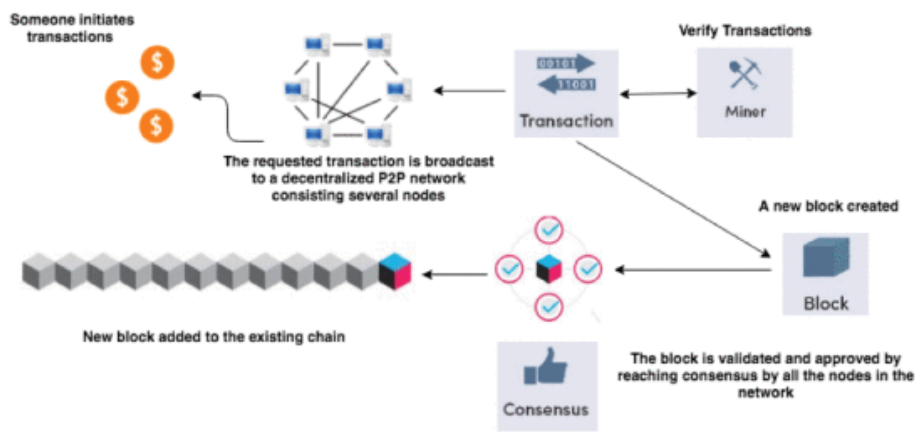 Someone initiates
transactions
$
$
$
The requested transaction is broadcast
to a decentralized P2P network
consisting several nodes
00101
11001
Transaction
Verify Transactions
Miner
A new block created
Block
New block added to the existing chain
Consensus
The block is validated and approved by
reaching consensus by all the nodes in the
network